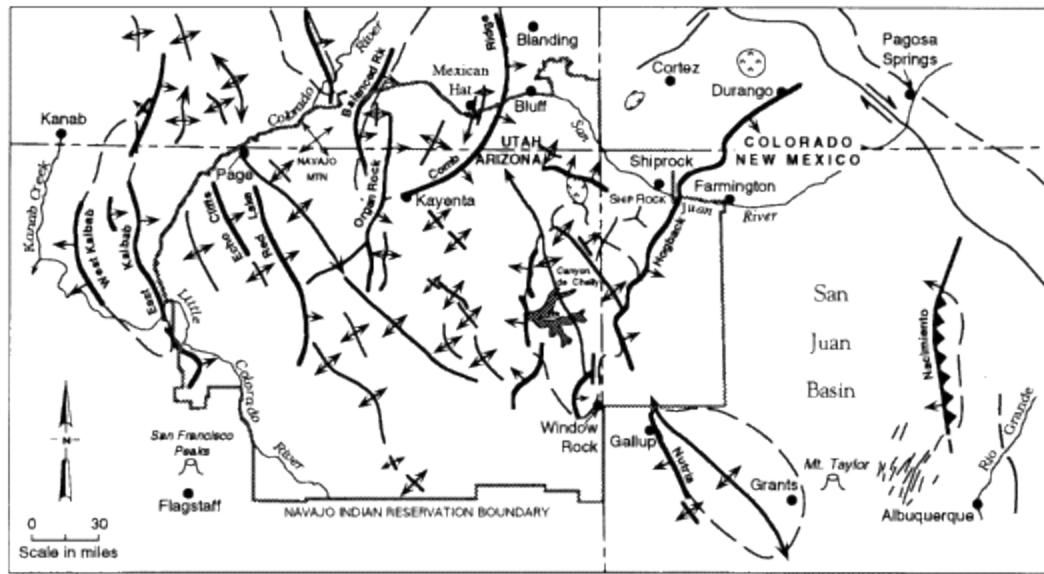 Kanab
Kanab Creek
West Kaibab
Kaibab
East
Page
Echo
Cliffs
Red
Lake
Colorado
River
Balanced Rk
Organ Rock
NAVAJO
MTN
Mexican
Hat
Ridge
Comb
Blanding
Bluff
Kayenta
UTAH
ARIZONA
San
Juan
River
Cortez
Durango
Pagosa
Springs
COLORADO
NEW MEXICO
Shiprock
SHIP ROCK
Farmington
Hogback
Canyon
de Chelly
Window
Rock
Little
Colorado
River
N
San Francisco
Peaks
Flagstaff
0 30
Scale in miles
NAVAJO INDIAN RESERVATION BOUNDARY
Gallup
Nutria
Grants
Mt. Taylor
San
Juan
Basin
Nacimiento
Rio Grande
Albuquerque